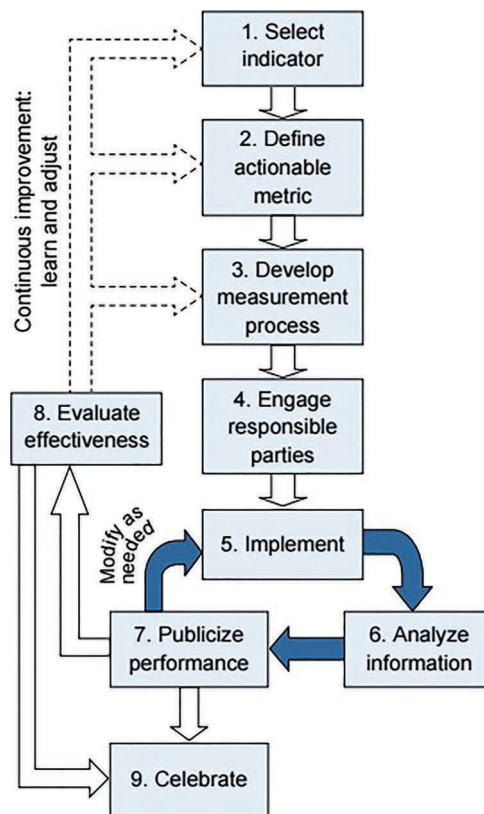 1. Select
indicator
2. Define
actionable
metric
3. Develop
measurement
process
4. Engage
responsible
parties
Continuous improvement:
learn and adjust
8. Evaluate
effectiveness
Modify as
needed
5. Implement
7. Publicize
performance
6. Analyze
information
9. Celebrate